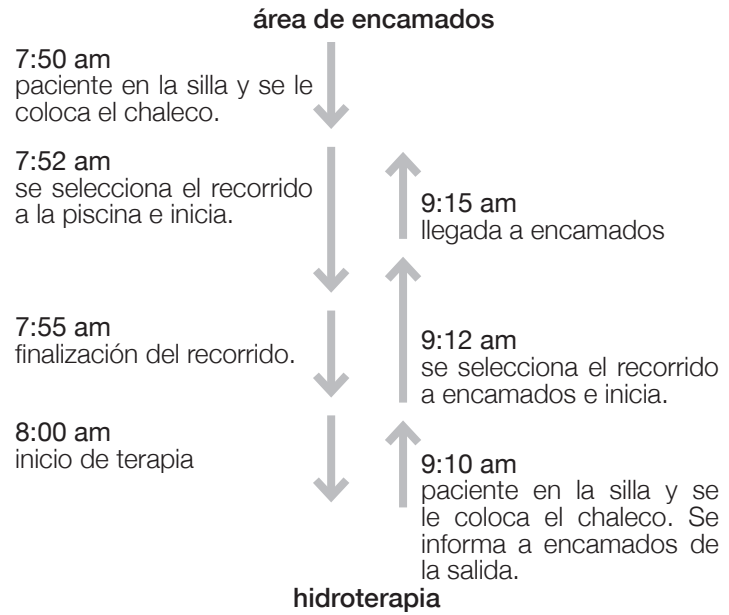 área de encamados
7:50 am
paciente en la silla y se le
coloca el chaleco.
7:52 am
se selecciona el recorrido
a la piscina e inicia.
7:55 am
finalización del recorrido.
8:00 am
inicio de terapia
9:15 am
llegada a encamados
9:12 am
se selecciona el recorrido
a encamados e inicia.
9:10 am
paciente en la silla y se
le coloca el chaleco. Se
informa a encamados de
la salida.
hidroterapia